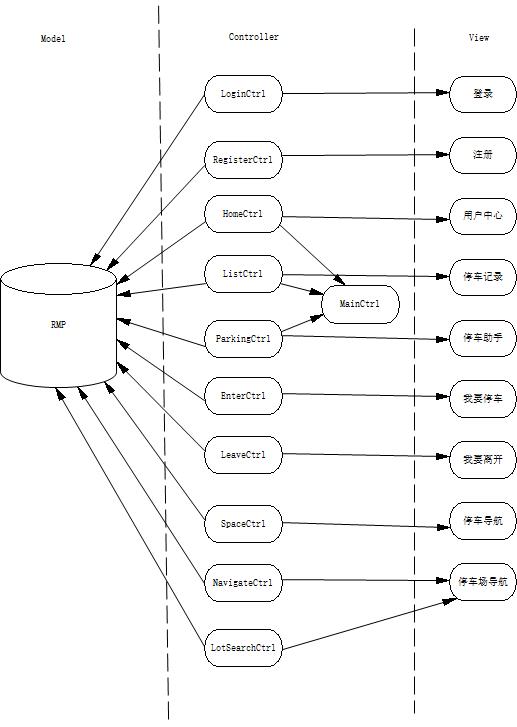 Model
Controller
View
LoginCtrl
登录
RegisterCtrl
注册
HomeCtrl
用户中心
ListCtrl
停车记录
MainCtrl
RMP
ParkingCtrl
停车助手
EnterCtrl
我要停车
LeaveCtrl
我要离开
SpaceCtrl
停车导航
NavigateCtrl
停车场导航
LotSearchCtrl